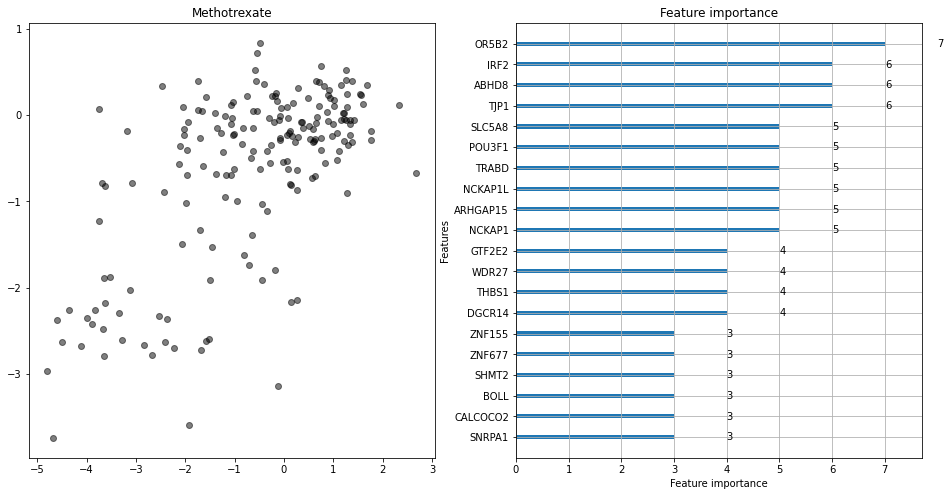 Methotrexate
1
0
−1
−2
−3
−5 −4 −3 −2 −1 0 1 2 3
Feature importance
Features
OR5B2 7
IRF2 6
ABHD8 6
TJP1 6
SLC5A8 5
POU3F1 5
TRABD 5
NCKAP1L 5
ARHGAP15 5
NCKAP1 5
GTF2E2 4
WDR27 4
THBS1 4
DGCR14 4
ZNF155 3
ZNF677 3
SHMT2 3
BOLL 3
CALCOCO2 3
SNRPA1 3
0 1 2 3 4 5 6 7
Feature importance